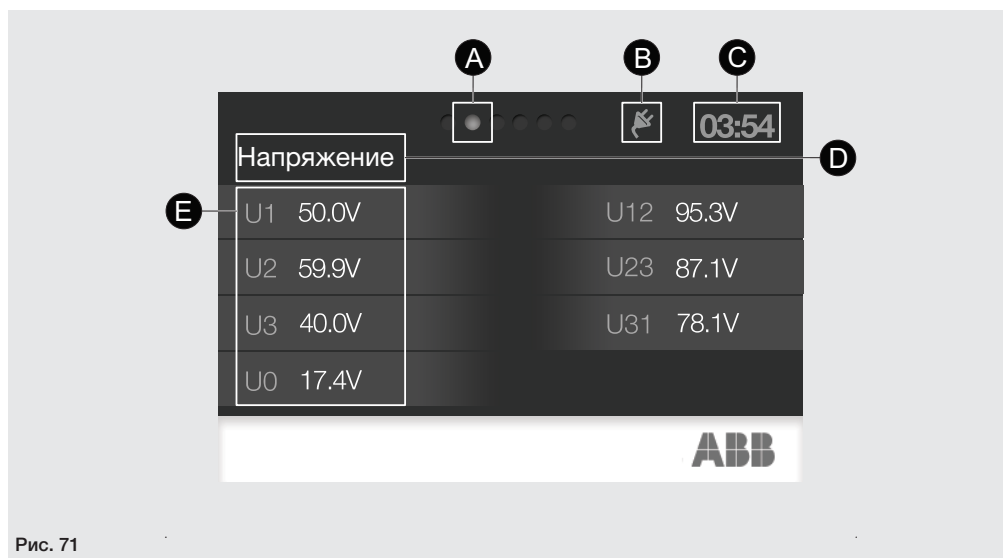 A B C
03:54
Напряжение D
E U1 50.0V U12 95.3V
U2 59.9V U23 87.1V
U3 40.0V U31 78.1V
U0 17.4V
ABB
Рис. 71